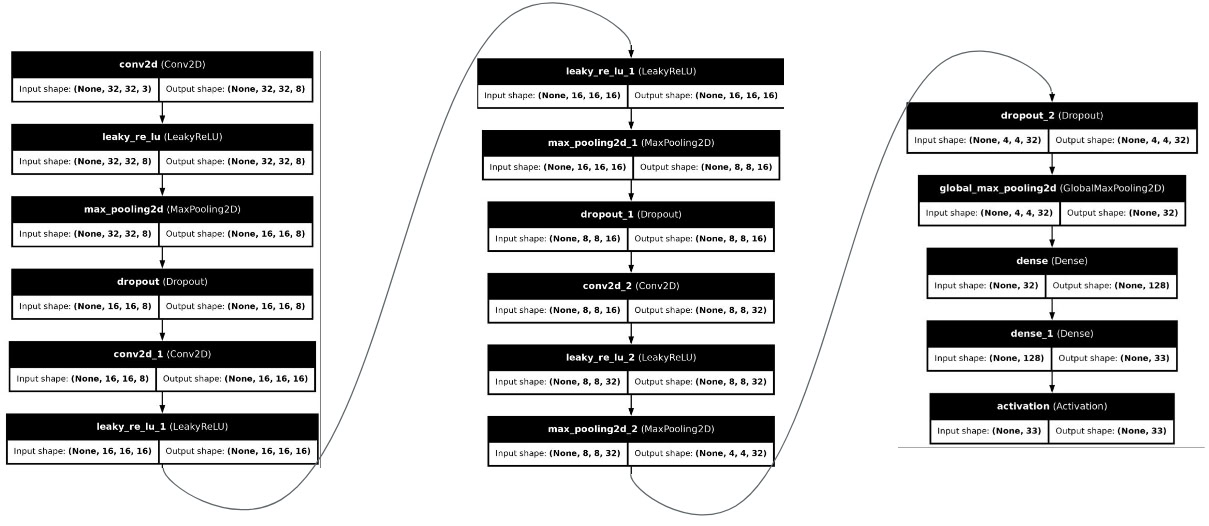 conv2d (Conv2D)
Input shape: (None, 32, 32, 3) Output shape: (None, 32, 32, 8)
leaky_re_lu (LeakyReLU)
Input shape: (None, 32, 32, 8) Output shape: (None, 32, 32, 8)
max_pooling2d (MaxPooling2D)
Input shape: (None, 32, 32, 8) Output shape: (None, 16, 16, 8)
dropout (Dropout)
Input shape: (None, 16, 16, 8) Output shape: (None, 16, 16, 8)
conv2d_1 (Conv2D)
Input shape: (None, 16, 16, 8) Output shape: (None, 16, 16, 16)
leaky_re_lu_1 (LeakyReLU)
Input shape: (None, 16, 16, 16) Output shape: (None, 16, 16, 16)
leaky_re_lu_1 (LeakyReLU)
Input shape: (None, 16, 16, 16) Output shape: (None, 16, 16, 16)
max_pooling2d_1 (MaxPooling2D)
Input shape: (None, 16, 16, 16) Output shape: (None, 8, 8, 16)
dropout_1 (Dropout)
Input shape: (None, 8, 8, 16) Output shape: (None, 8, 8, 16)
conv2d_2 (Conv2D)
Input shape: (None, 8, 8, 16) Output shape: (None, 8, 8, 32)
leaky_re_lu_2 (LeakyReLU)
Input shape: (None, 8, 8, 32) Output shape: (None, 8, 8, 32)
max_pooling2d_2 (MaxPooling2D)
Input shape: (None, 8, 8, 32) Output shape: (None, 4, 4, 32)
dropout_2 (Dropout)
Input shape: (None, 4, 4, 32) Output shape: (None, 4, 4, 32)
global_max_pooling2d (GlobalMaxPooling2D)
Input shape: (None, 4, 4, 32) Output shape: (None, 32)
dense (Dense)
Input shape: (None, 32) Output shape: (None, 128)
dense_1 (Dense)
Input shape: (None, 128) Output shape: (None, 33)
activation (Activation)
Input shape: (None, 33) Output shape: (None, 33)